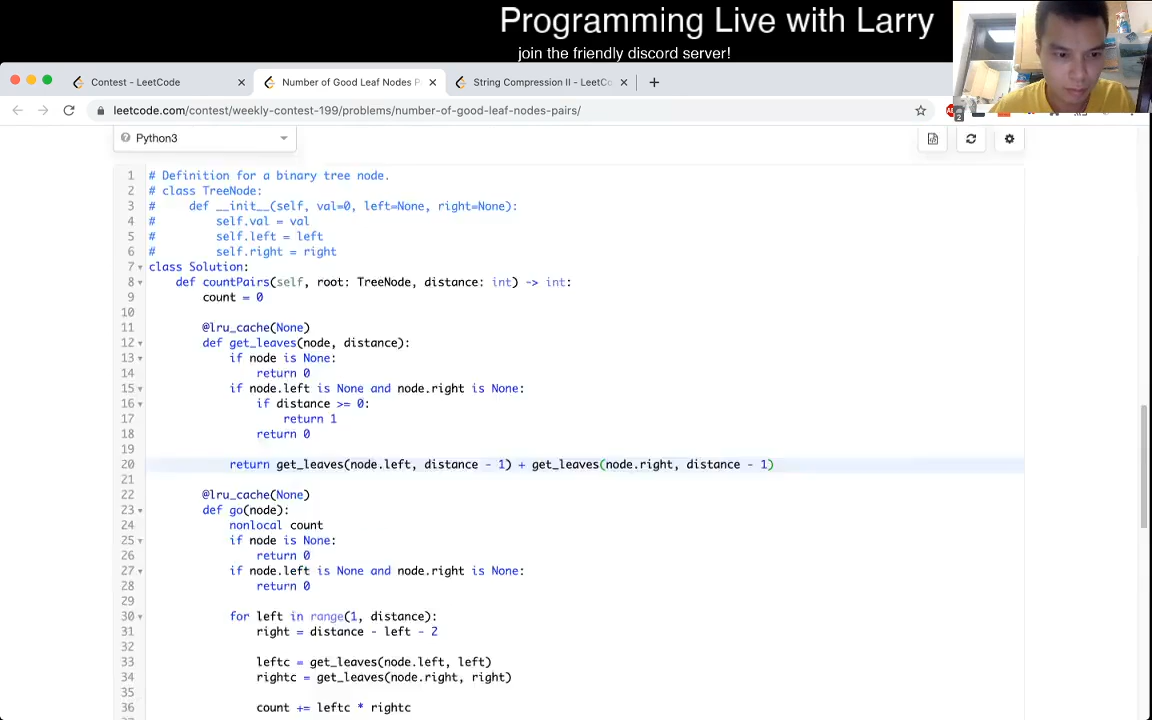 Programming Live with Larry
join the friendly discord server!
Contest - LeetCode
Number of Good Leaf Nodes P
String Compression II - LeetCo
leetcode.com/contest/weekly-contest-199/problems/number-of-good-leaf-nodes-pairs/
2
Python3
1 # Definition for a binary tree node.
2 # class TreeNode:
3 #     def __init__(self, val=0, left=None, right=None):
4 #         self.val = val
5 #         self.left = left
6 #         self.right = right
7 class Solution:
8     def countPairs(self, root: TreeNode, distance: int) -> int:
9         count = 0
10
11         @lru_cache(None)
12         def get_leaves(node, distance):
13             if node is None:
14                 return 0
15             if node.left is None and node.right is None:
16                 if distance >= 0:
17                     return 1
18                 return 0
19
20             return get_leaves(node.left, distance - 1) + get_leaves(node.right, distance - 1)
21
22         @lru_cache(None)
23         def go(node):
24             nonlocal count
25             if node is None:
26                 return 0
27             if node.left is None and node.right is None:
28                 return 0
29
30             for left in range(1, distance):
31                 right = distance - left - 2
32
33                 leftc = get_leaves(node.left, left)
34                 rightc = get_leaves(node.right, right)
35
36                 count += leftc * rightc